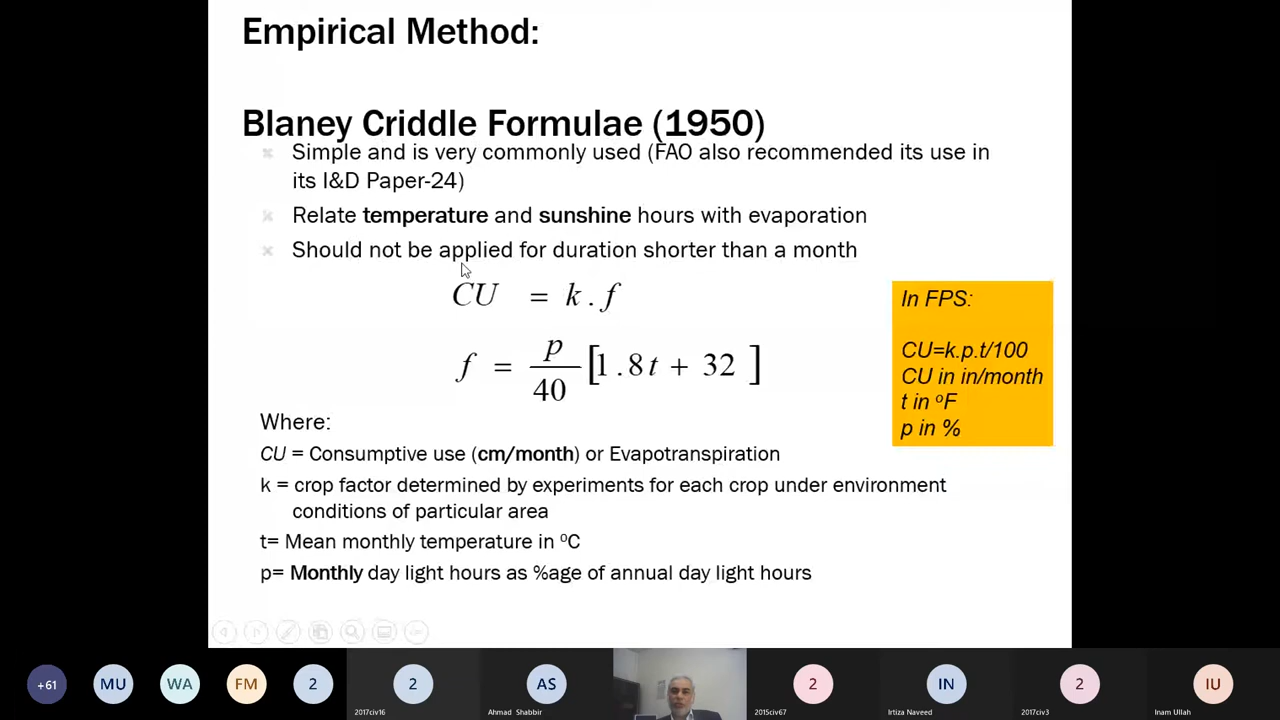 Empirical Method:
Blaney Criddle Formulae (1950)
Simple and is very commonly used (FAO also recommended its use in
its I&D Paper-24)
Relate temperature and sunshine hours with evaporation
Should not be applied for duration shorter than a month
CU = k . f
f = p/40 [1.8t + 32]
In FPS:
CU=k.p.t/100
CU in in/month
t in ºF
p in %
Where:
CU = Consumptive use (cm/month) or Evapotranspiration
k = crop factor determined by experiments for each crop under environment
conditions of particular area
t= Mean monthly temperature in ºC
p= Monthly day light hours as %age of annual day light hours
+61
MU
WA
FM
2
2
2017civ16
AS
Ahmad Shabbir
2
2015civ67
IN
Irtiza Naveed
2
2017civ3
IU
Inam Ullah